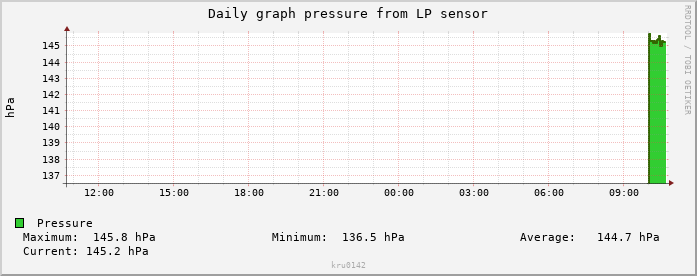 Daily graph pressure from LP sensor
RRDTOOL / TOBI OETIKER
hPa
145
144
143
142
141
140
139
138
137
12:00 15:00 18:00 21:00 00:00 03:00 06:00 09:00
Pressure
Maximum: 145.8 hPa Minimum: 136.5 hPa Average: 144.7 hPa
Current: 145.2 hPa
kru0142